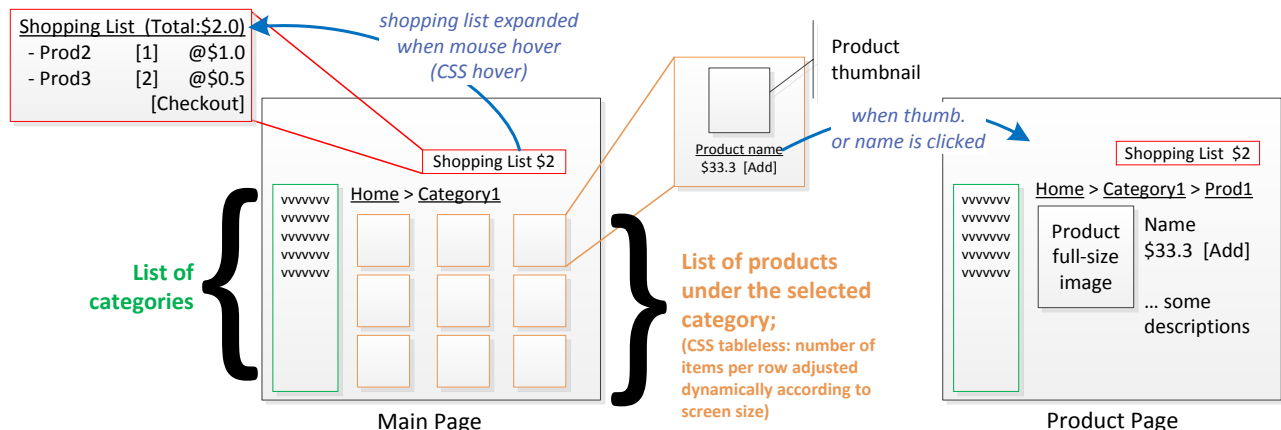 Shopping List  (Total:$2.0)
- Prod2 [1] @$1.0
- Prod3 [2] @$0.5
[Checkout]
shopping list expanded
when mouse hover
(CSS hover)
Product
thumbnail
Product name
$33.3 [Add]
when thumb.
or name is clicked
Shopping List $2
Home > Category1
vvvvvvv
vvvvvvv
vvvvvvv
vvvvvvv
vvvvvvv
List of
categories
{
}
List of products
under the selected
category;
(CSS tableless: number of
items per row adjusted
dynamically according to
screen size)
Main Page
Shopping List $2
Home > Category1 > Prod1
vvvvvvv
vvvvvvv
vvvvvvv
vvvvvvv
vvvvvvv
Product
full-size
image
Name
$33.3 [Add]
... some
descriptions
Product Page